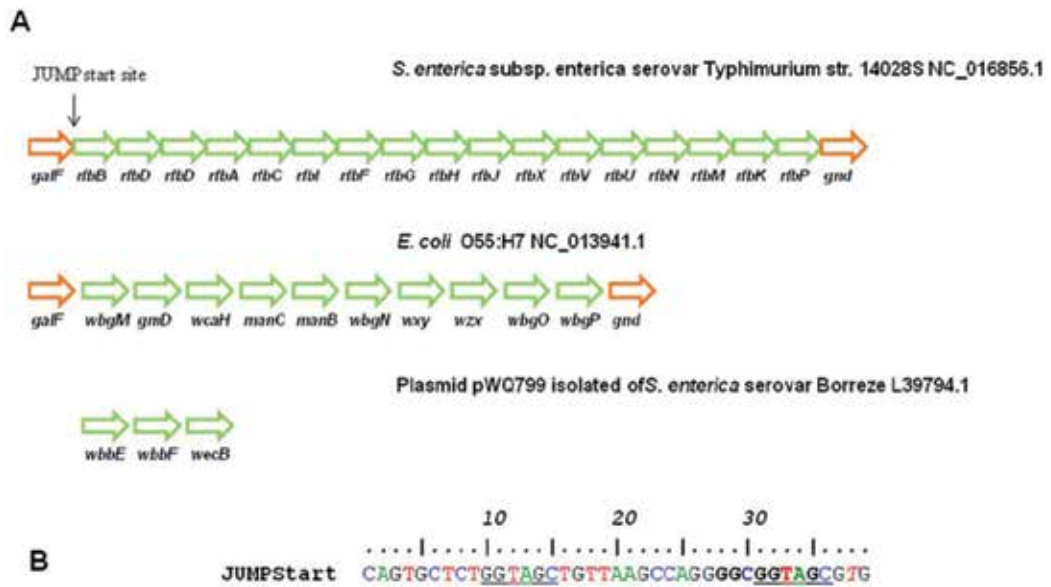 A
JUMPstart site
S. enterica subsp. enterica serovar Typhimurium str. 14028S NC_016856.1
galF rfbB rfbD rfbD rfbA rfbC rfbI rfbF rfbG rfbH rfbJ rfbX rfbV rfbU rfbN rfbM rfbK rfbP gnd
E. coli O55:H7 NC_013941.1
galF wbgM gmD wcaH manC manB wbgN wxy wzx wbgO wbgP gnd
Plasmid pWQ799 isolated ofS. enterica serovar Borreze L39794.1
wbbE wbbF wecB
10 20 30
B
JUMPStart CAGTGCTCTGGTAGCTGTTAAGCCAGGGGCGGTAGCGTG